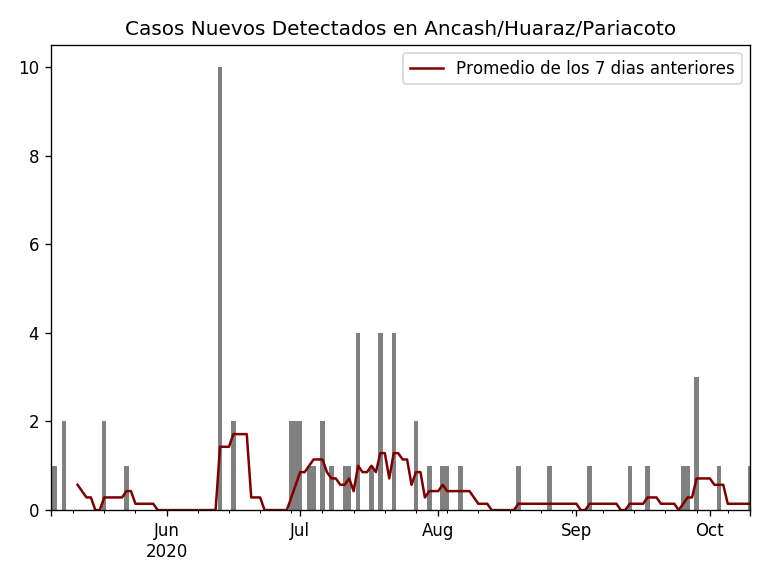 Casos Nuevos Detectados en Ancash/Huaraz/Pariacoto
Promedio de los 7 dias anteriores
10
8
6
4
2
0
Jun
2020
Jul
Aug
Sep
Oct